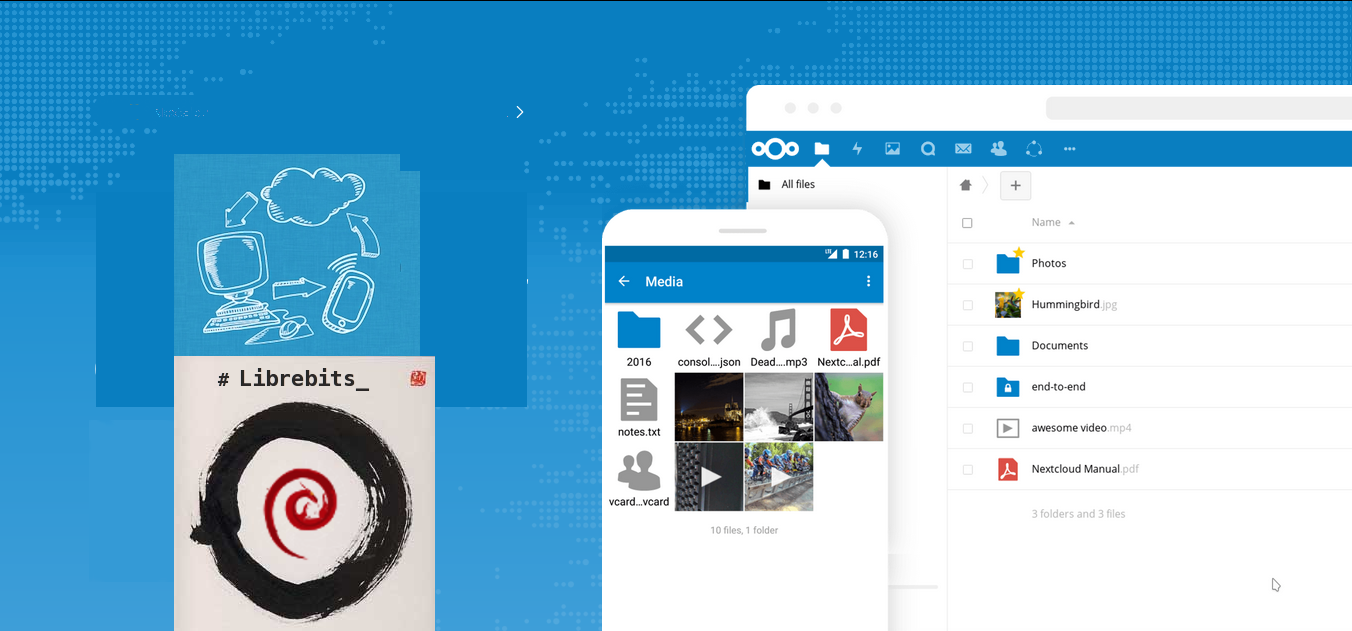 # Librebits_
LTE 12:16
Media
2016
consol....json
Dead....mp3
Nextc...al.pdf
notes.txt
vcard...vcard
10 files, 1 folder
All files
+
Name
Photos
Hummingbird.jpg
Documents
end-to-end
awesome video.mp4
Nextcloud Manual.pdf
3 folders and 3 files